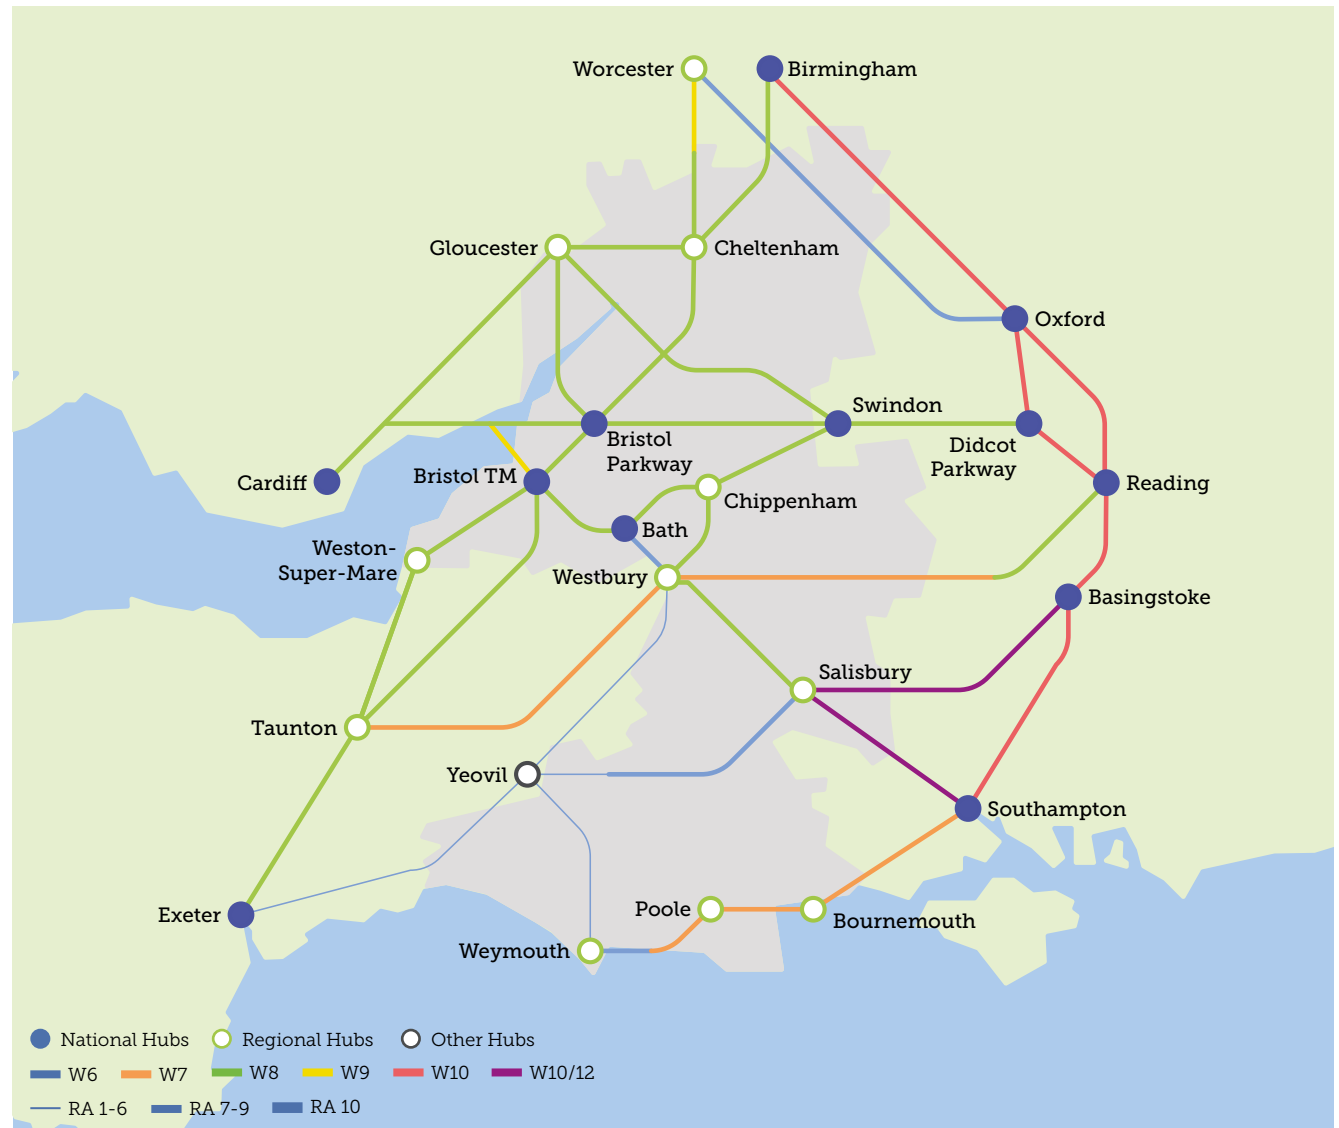 Worcester
Birmingham
Gloucester
Cheltenham
Oxford
Swindon
Bristol
Parkway
Didcot
Parkway
Cardiff
Bristol TM
Chippenham
Reading
Bath
Weston-
Super-Mare
Westbury
Basingstoke
Salisbury
Taunton
Yeovil
Southampton
Exeter
Poole
Bournemouth
Weymouth
National Hubs
Regional Hubs
Other Hubs
W6
W7
W8
W9
W10
W10/12
RA 1-6
RA 7-9
RA 10